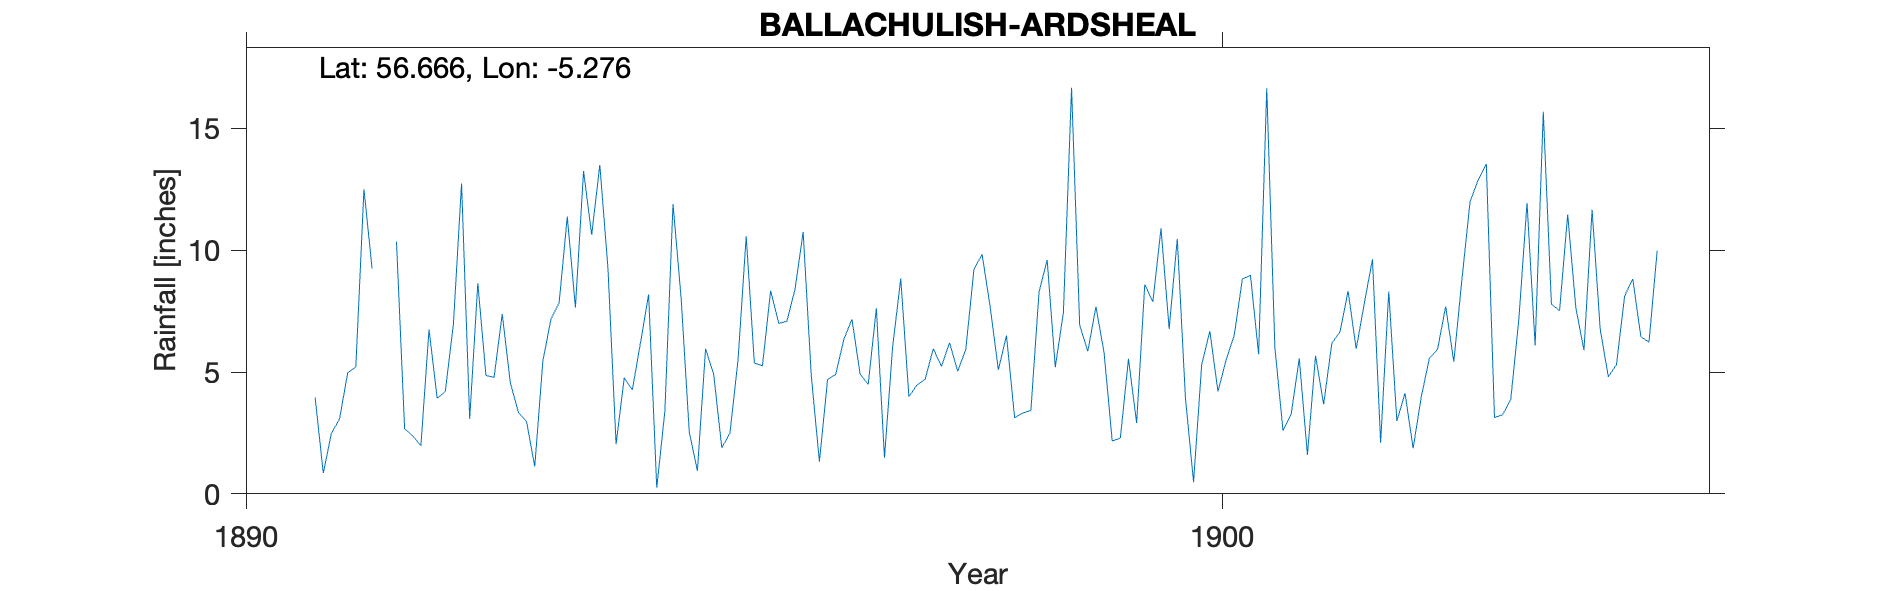 BALLACHULISH-ARDSHEAL
Lat: 56.666, Lon: -5.276
15
10
5
0
Rainfall [inches]
1890
1900
Year